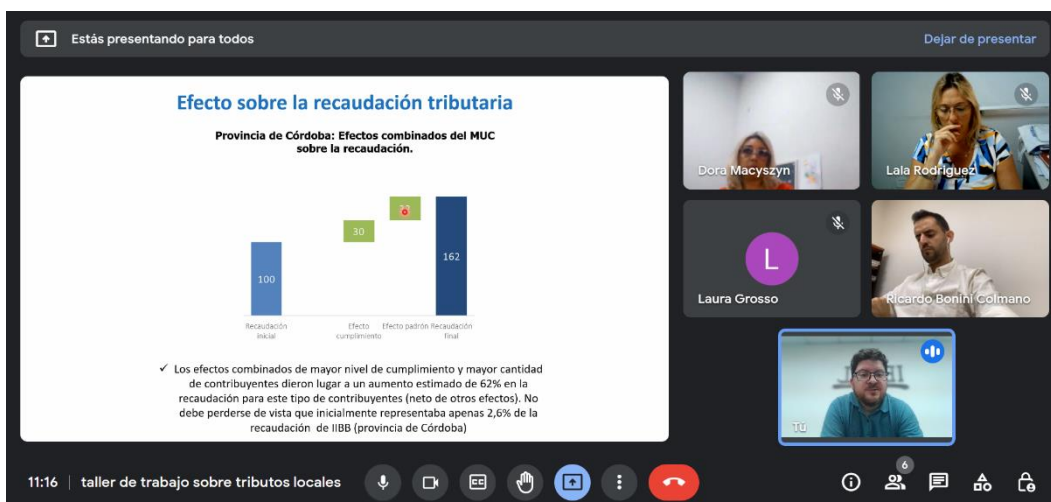 Estás presentando para todos
Dejar de presentar
Efecto sobre la recaudación tributaria
Provincia de Córdoba: Efectos combinados del MUC
sobre la recaudación.
30
162
100
Recaudación
inicial
Efecto
cumplimiento
Efecto padrón
Recaudación
final
✓ Los efectos combinados de mayor nivel de cumplimiento y mayor cantidad
de contribuyentes dieron lugar a un aumento estimado de 62% en la
recaudación para este tipo de contribuyentes (neto de otros efectos). No
debe perderse de vista que inicialmente representaba apenas 2,6% de la
recaudación de IIBB (provincia de Córdoba)
Dora Macyszyn
Lala Rodriguez
L
Laura Grosso
Ricardo Bonini Colmano
Tú
11:16 | taller de trabajo sobre tributos locales
CC
6